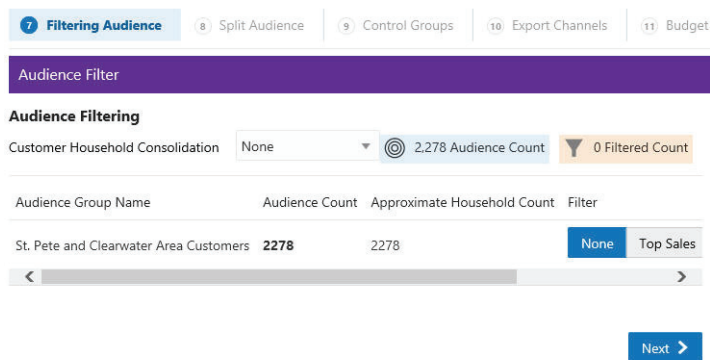 7 Filtering Audience 8 Split Audience 9 Control Groups 10 Export Channels 11 Budget
Audience Filter
Audience Filtering
Customer Household Consolidation None 2,278 Audience Count 0 Filtered Count
Audience Group Name Audience Count Approximate Household Count Filter
St. Pete and Clearwater Area Customers 2278 2278 None Top Sales
Next